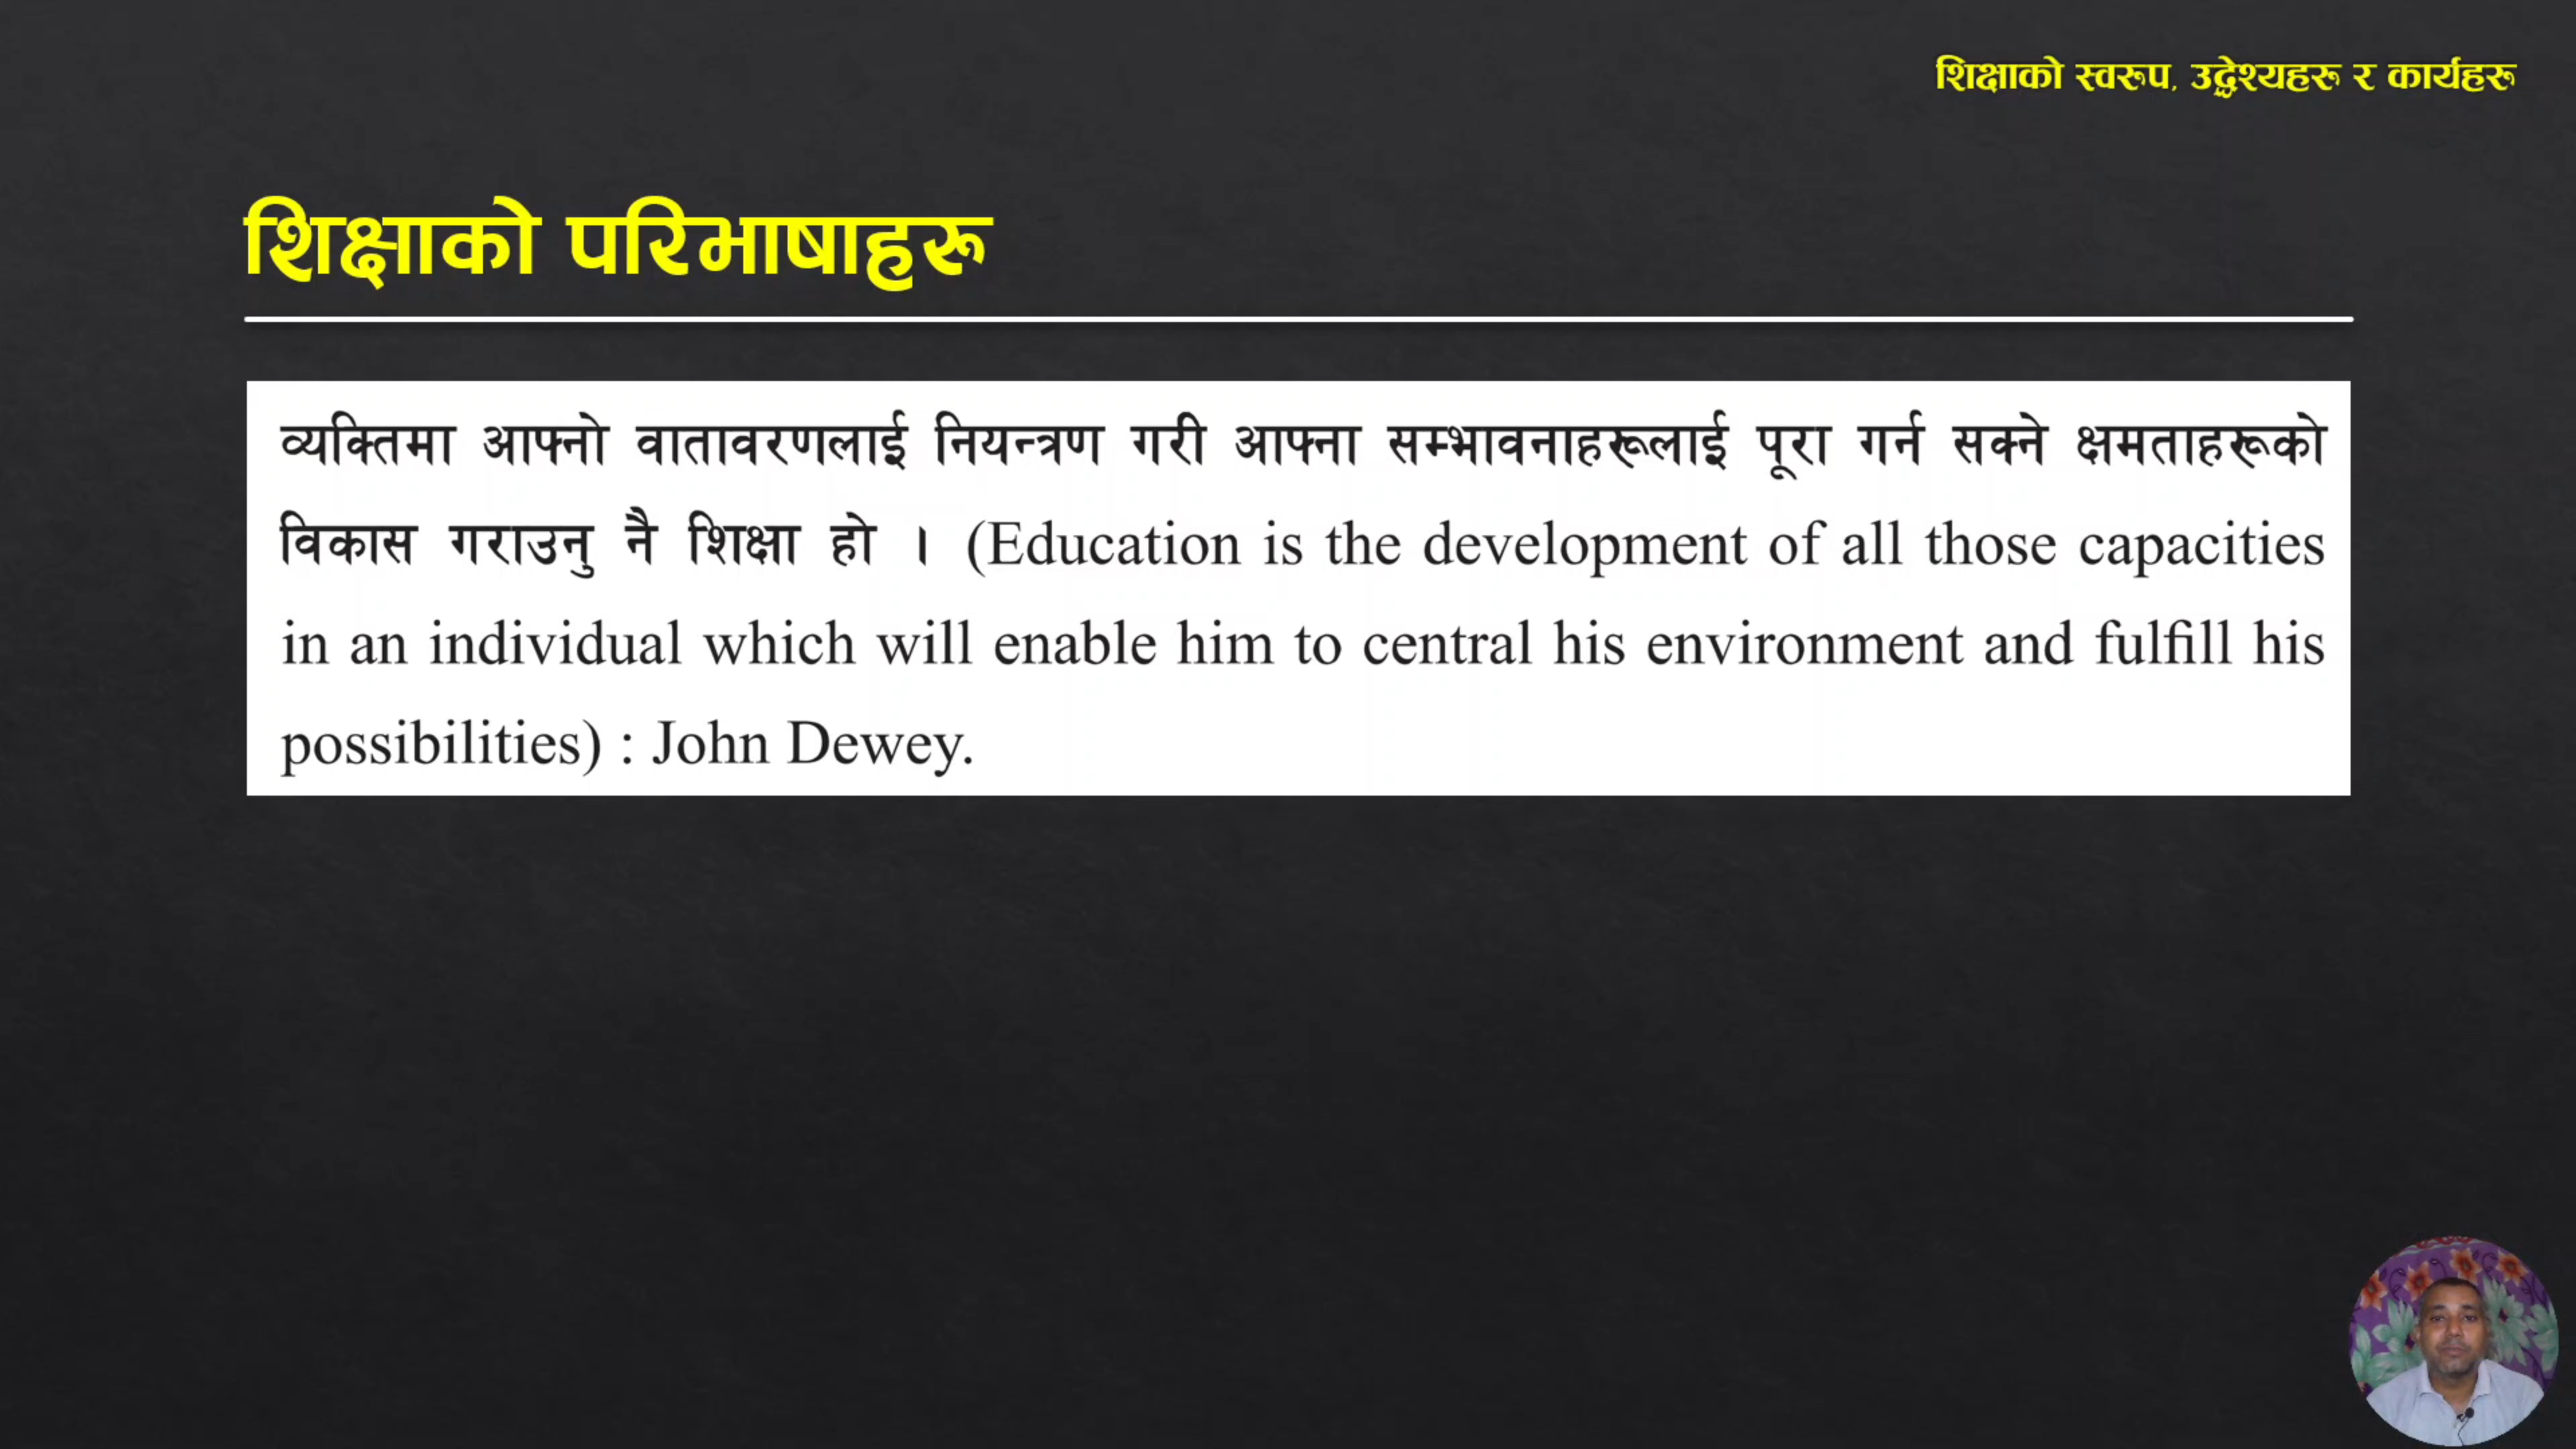 शिक्षाको स्वरूप, उद्धेश्यहरू र कार्यहरू
शिक्षाको परिभाषाहरू
व्यक्तिमा आफ्नो वातावरणलाई नियन्त्रण गरी आफ्ना सम्भावनाहरूलाई पूरा गर्न सक्ने क्षमताहरूको
विकास गराउनु नै शिक्षा हो । (Education is the development of all those capacities
in an individual which will enable him to central his environment and fulfill his
possibilities) : John Dewey.